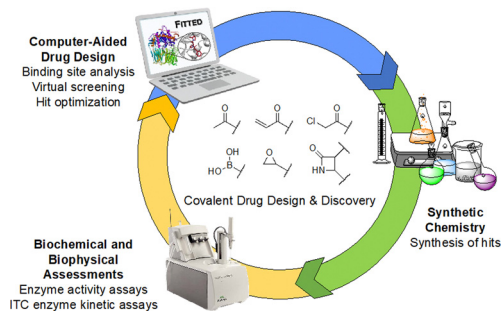 FITTED
Computer-Aided
Drug Design
Binding site analysis
Virtual screening
Hit optimization
O
O
O
Cl
OH
HO
B
O
O
HN
Covalent Drug Design & Discovery
Synthetic
Chemistry
Synthesis of hits
Biochemical and
Biophysical
Assessments
Enzyme activity assays
ITC enzyme kinetic assays